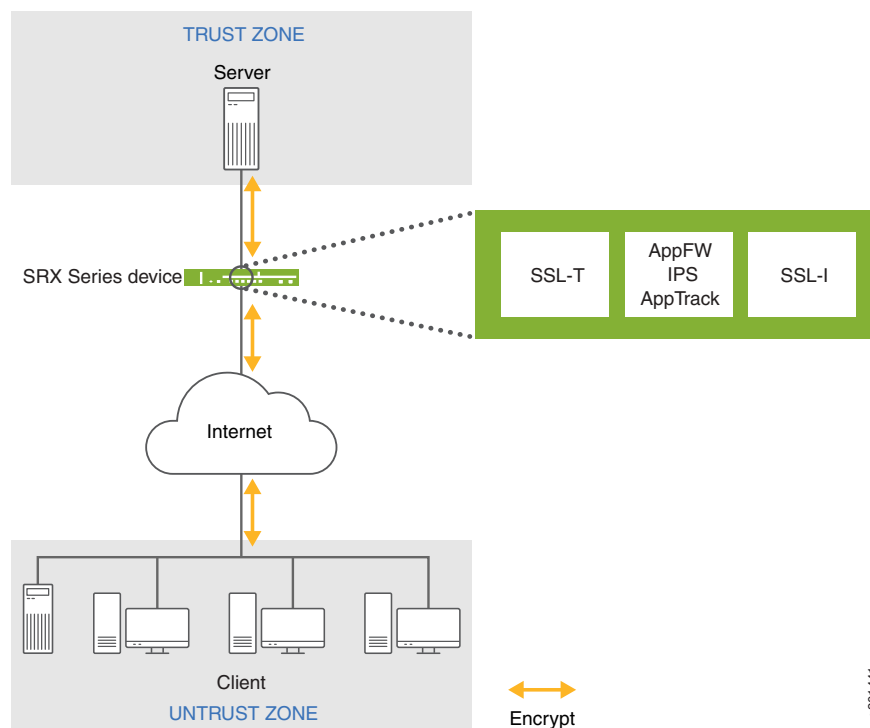 TRUST ZONE
Server
SRX Series device
SSL-T
AppFW
IPS
AppTrack
SSL-I
Internet
Client
UNTRUST ZONE
Encrypt